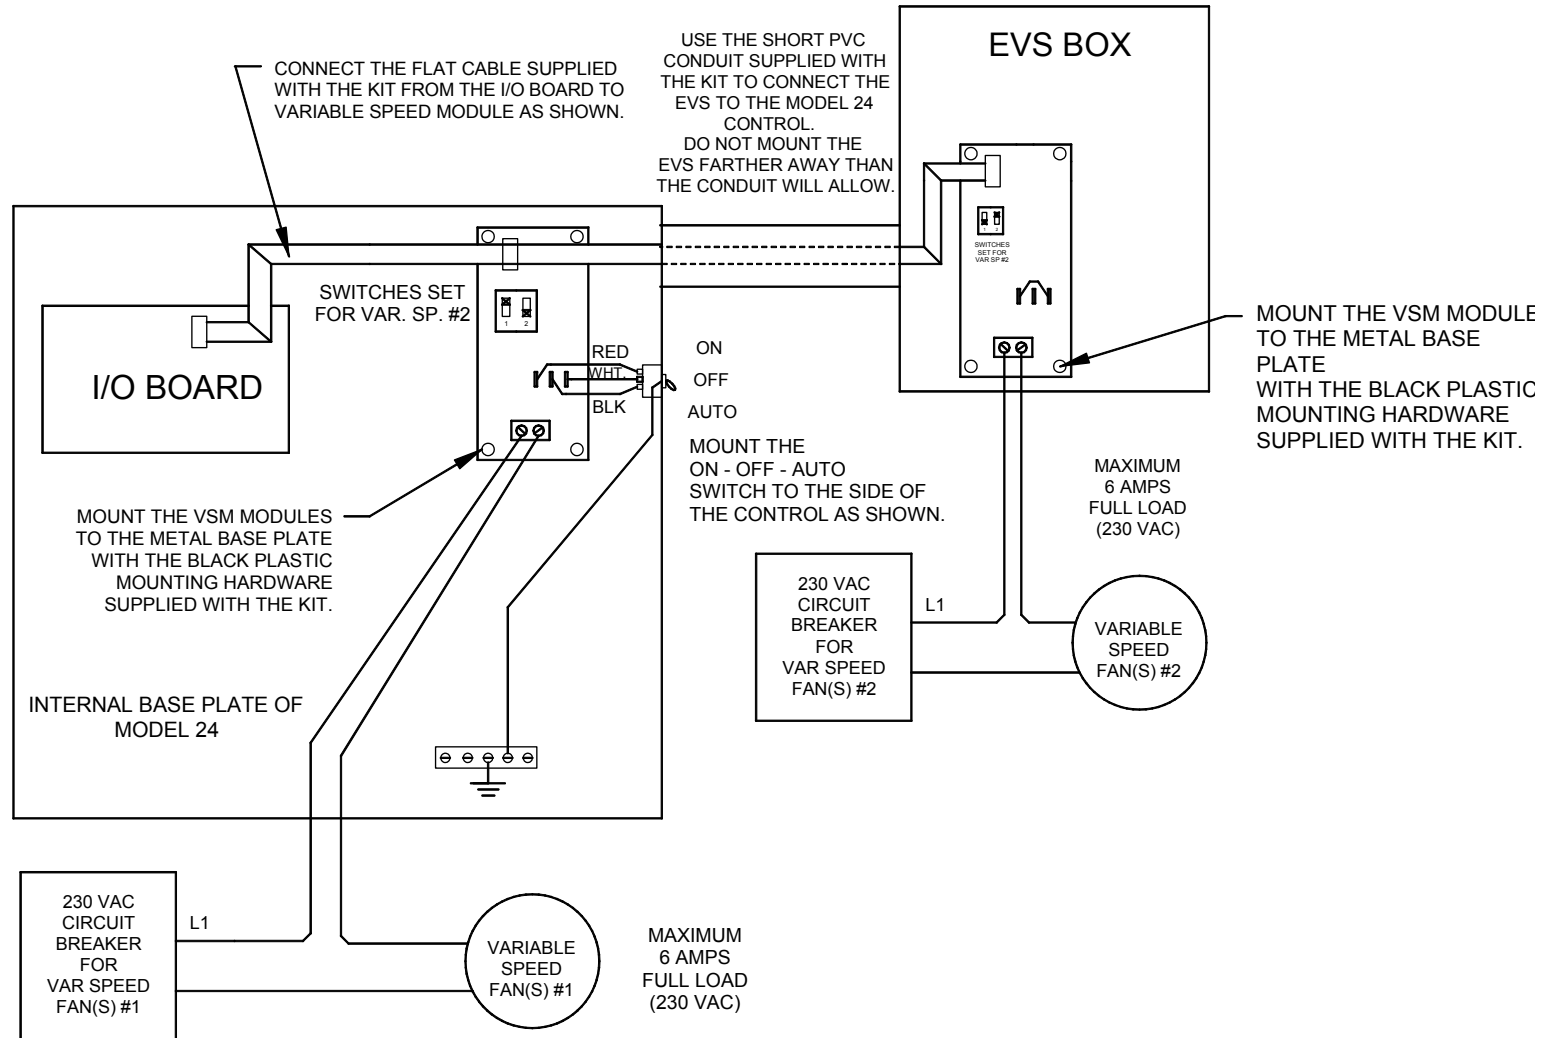 CONNECT THE FLAT CABLE SUPPLIED
WITH THE KIT FROM THE I/O BOARD TO
VARIABLE SPEED MODULE AS SHOWN.
USE THE SHORT PVC
CONDUIT SUPPLIED WITH
THE KIT TO CONNECT THE
EVS TO THE MODEL 24
CONTROL.
DO NOT MOUNT THE
EVS FARTHER AWAY THAN
THE CONDUIT WILL ALLOW.
EVS BOX
1 2
SWITCHES
SET FOR
VAR SP #2
MOUNT THE VSM MODULE
TO THE METAL BASE
PLATE
WITH THE BLACK PLASTIC
MOUNTING HARDWARE
SUPPLIED WITH THE KIT.
SWITCHES SET
FOR VAR. SP. #2
1 2
I/O BOARD
RED
WHT.
BLK
ON
OFF
AUTO
MOUNT THE
ON - OFF - AUTO
SWITCH TO THE SIDE OF
THE CONTROL AS SHOWN.
MAXIMUM
6 AMPS
FULL LOAD
(230 VAC)
MOUNT THE VSM MODULES
TO THE METAL BASE PLATE
WITH THE BLACK PLASTIC
MOUNTING HARDWARE
SUPPLIED WITH THE KIT.
230 VAC
CIRCUIT
BREAKER
FOR
VAR SPEED
FAN(S) #2
L1
VARIABLE
SPEED
FAN(S) #2
INTERNAL BASE PLATE OF
MODEL 24
230 VAC
CIRCUIT
BREAKER
FOR
VAR SPEED
FAN(S) #1
L1
VARIABLE
SPEED
FAN(S) #1
MAXIMUM
6 AMPS
FULL LOAD
(230 VAC)